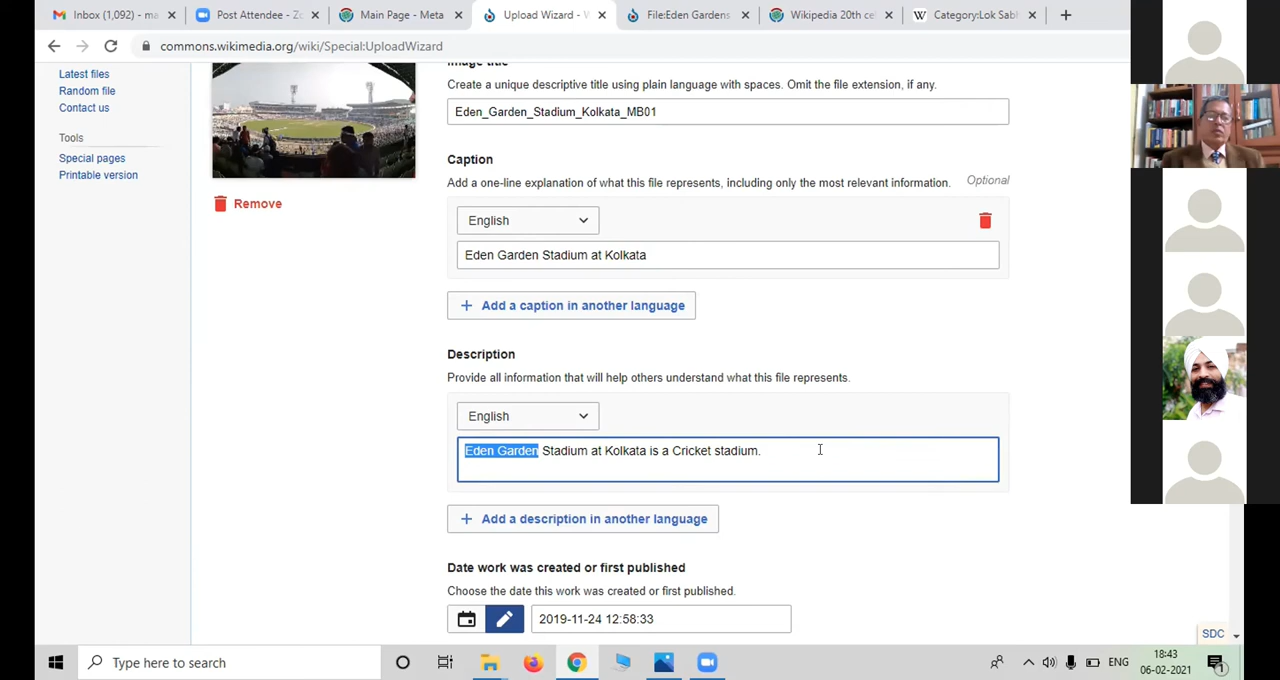 Inbox (1,092) - ma
Post Attendee - Zo
Main Page - Meta
Upload Wizard - W
File:Eden Gardens
Wikipedia 20th cel
Category:Lok Sabh
commons.wikimedia.org/wiki/Special:UploadWizard
Latest files
Random file
Contact us
Tools
Special pages
Printable version
Remove
Image title
Create a unique descriptive title using plain language with spaces. Omit the file extension, if any.
Eden_Garden_Stadium_Kolkata_MB01
Caption
Add a one-line explanation of what this file represents, including only the most relevant information.
Optional
English
Eden Garden Stadium at Kolkata
+ Add a caption in another language
Description
Provide all information that will help others understand what this file represents.
English
Eden Garden Stadium at Kolkata is a Cricket stadium.
+ Add a description in another language
Date work was created or first published
Choose the date this work was created or first published.
2019-11-24 12:58:33
SDC
Type here to search
ENG
18:43
06-02-2021
1